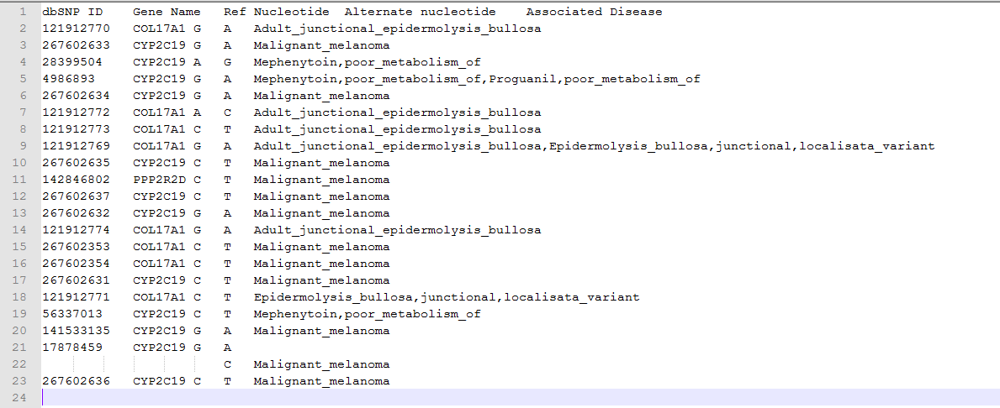 1 dbSNP ID Gene Name Ref Nucleotide Alternate nucleotide Associated Disease
2 121912770 COL17A1 G A Adult_junctional_epidermolysis_bullosa
3 267602633 CYP2C19 G A Malignant_melanoma
4 28399504 CYP2C19 A G Mephenytoin,poor_metabolism_of
5 4986893 CYP2C19 G A Mephenytoin,poor_metabolism_of,Proguanil,poor_metabolism_of
6 267602634 CYP2C19 G A Malignant_melanoma
7 121912772 COL17A1 A C Adult_junctional_epidermolysis_bullosa
8 121912773 COL17A1 C T Adult_junctional_epidermolysis_bullosa
9 121912769 COL17A1 G A Adult_junctional_epidermolysis_bullosa,Epidermolysis_bullosa,junctional,localisata_variant
10 267602635 CYP2C19 C T Malignant_melanoma
11 142846802 PPP2R2D C T Malignant_melanoma
12 267602637 CYP2C19 C T Malignant_melanoma
13 267602632 CYP2C19 G A Malignant_melanoma
14 121912774 COL17A1 G A Adult_junctional_epidermolysis_bullosa
15 267602353 COL17A1 C T Malignant_melanoma
16 267602354 COL17A1 C T Malignant_melanoma
17 267602631 CYP2C19 C T Malignant_melanoma
18 121912771 COL17A1 C T Epidermolysis_bullosa,junctional,localisata_variant
19 56337013 CYP2C19 C T Mephenytoin,poor_metabolism_of
20 141533135 CYP2C19 G A Malignant_melanoma
21 17878459 CYP2C19 G A
22 C Malignant_melanoma
23 267602636 CYP2C19 C T Malignant_melanoma
24